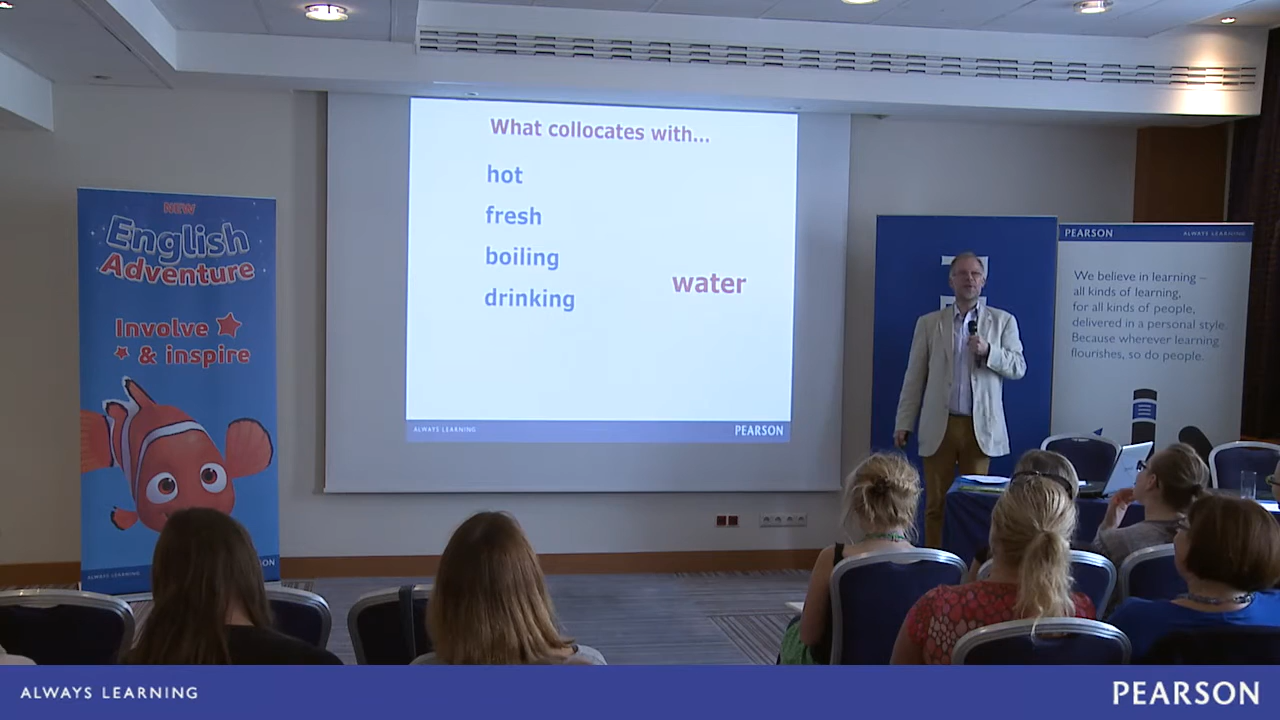 What collocates with...
hot
fresh
boiling
drinking
water
ALWAYS LEARNING
PEARSON
NEW
English
Adventure
Involve
& inspire
ALWAYS LEARNING
PEARSON
ALWAYS LEARNING
We believe in learning –
all kinds of learning,
for all kinds of people,
delivered in a personal style.
Because wherever learning
flourishes, so do people.
ALWAYS LEARNING
PEARSON